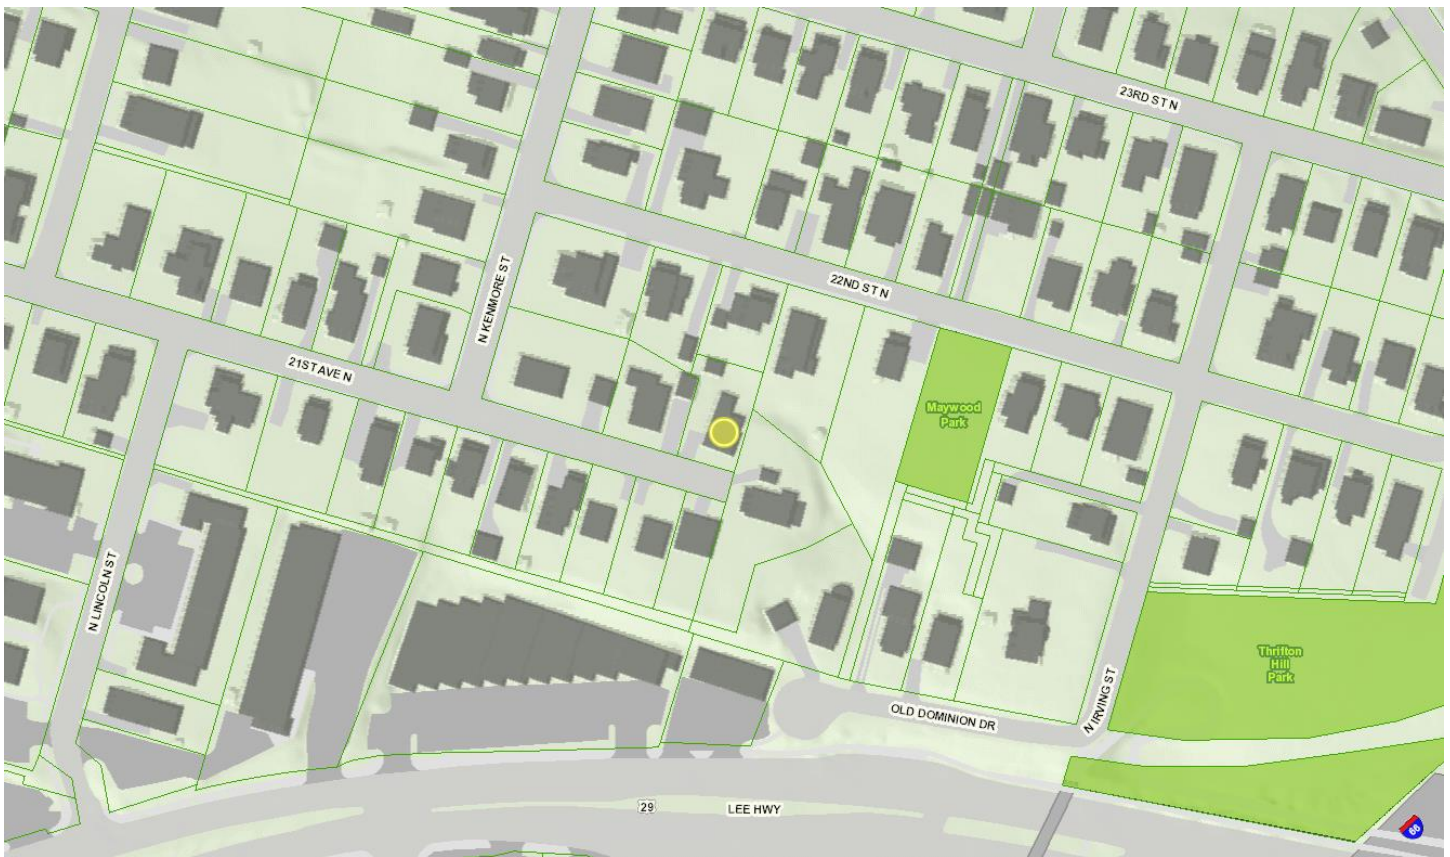 23RD ST N
22ND ST N
N KENMORE ST
21ST AVE N
Maywood
Park
N LINCOLN ST
Thrifton
Hill
Park
N IRVING ST
OLD DOMINION DR
29
LEE HWY
66